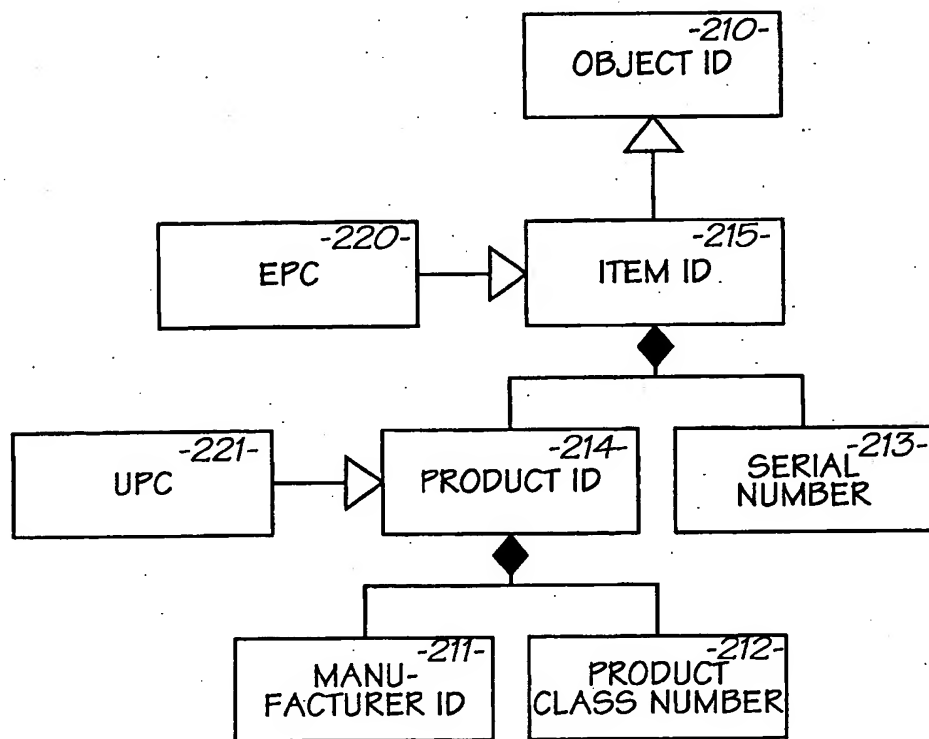 -210-
OBJECT ID
-220-
EPC
-215-
ITEM ID
-221-
UPC
-214-
PRODUCT ID
-213-
SERIAL
NUMBER
-211-
MANU-
FACTURER ID
-212-
PRODUCT
CLASS NUMBER